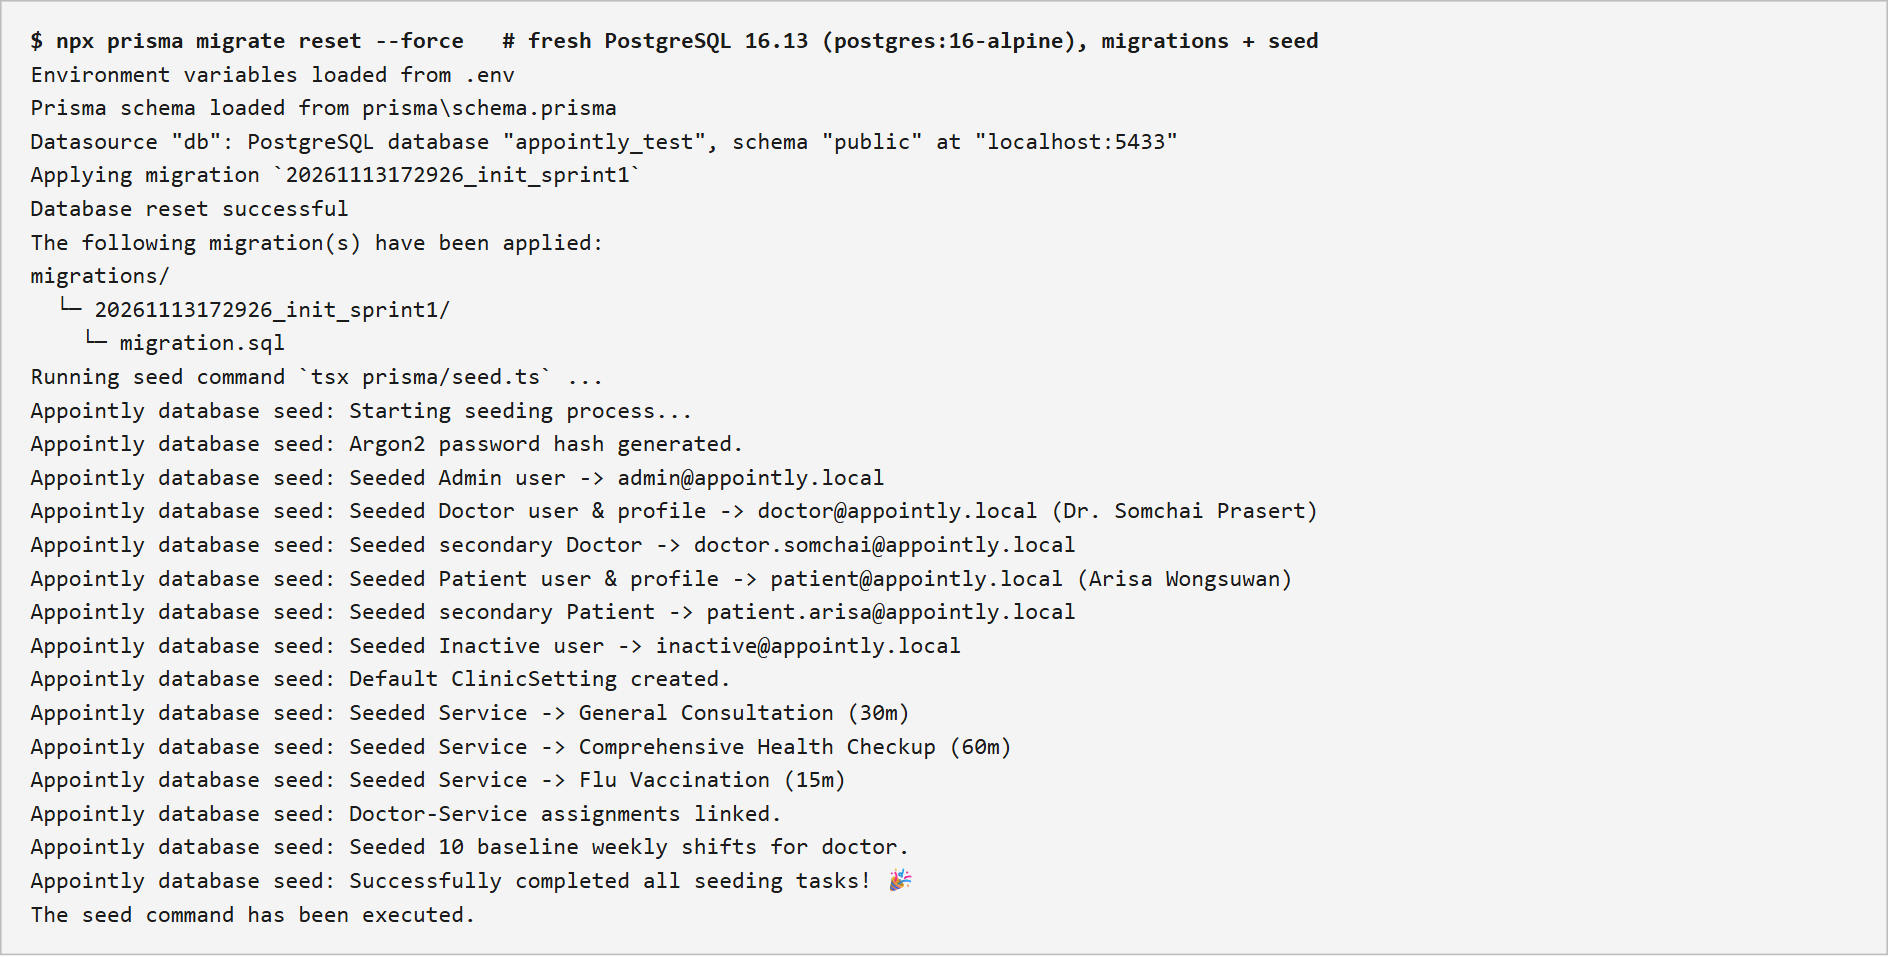 $ npx prisma migrate reset --force   # fresh PostgreSQL 16.13 (postgres:16-alpine), migrations + seed
Environment variables loaded from .env
Prisma schema loaded from prisma\schema.prisma
Datasource "db": PostgreSQL database "appointly_test", schema "public" at "localhost:5433"
Applying migration `20261113172926_init_sprint1`
Database reset successful
The following migration(s) have been applied:
migrations/
  └─ 20261113172926_init_sprint1/
    └─ migration.sql
Running seed command `tsx prisma/seed.ts` ...
Appointly database seed: Starting seeding process...
Appointly database seed: Argon2 password hash generated.
Appointly database seed: Seeded Admin user -> admin@appointly.local
Appointly database seed: Seeded Doctor user & profile -> doctor@appointly.local (Dr. Somchai Prasert)
Appointly database seed: Seeded secondary Doctor -> doctor.somchai@appointly.local
Appointly database seed: Seeded Patient user & profile -> patient@appointly.local (Arisa Wongsuwan)
Appointly database seed: Seeded secondary Patient -> patient.arisa@appointly.local
Appointly database seed: Seeded Inactive user -> inactive@appointly.local
Appointly database seed: Default ClinicSetting created.
Appointly database seed: Seeded Service -> General Consultation (30m)
Appointly database seed: Seeded Service -> Comprehensive Health Checkup (60m)
Appointly database seed: Seeded Service -> Flu Vaccination (15m)
Appointly database seed: Doctor-Service assignments linked.
Appointly database seed: Seeded 10 baseline weekly shifts for doctor.
Appointly database seed: Successfully completed all seeding tasks! 🎉
The seed command has been executed.